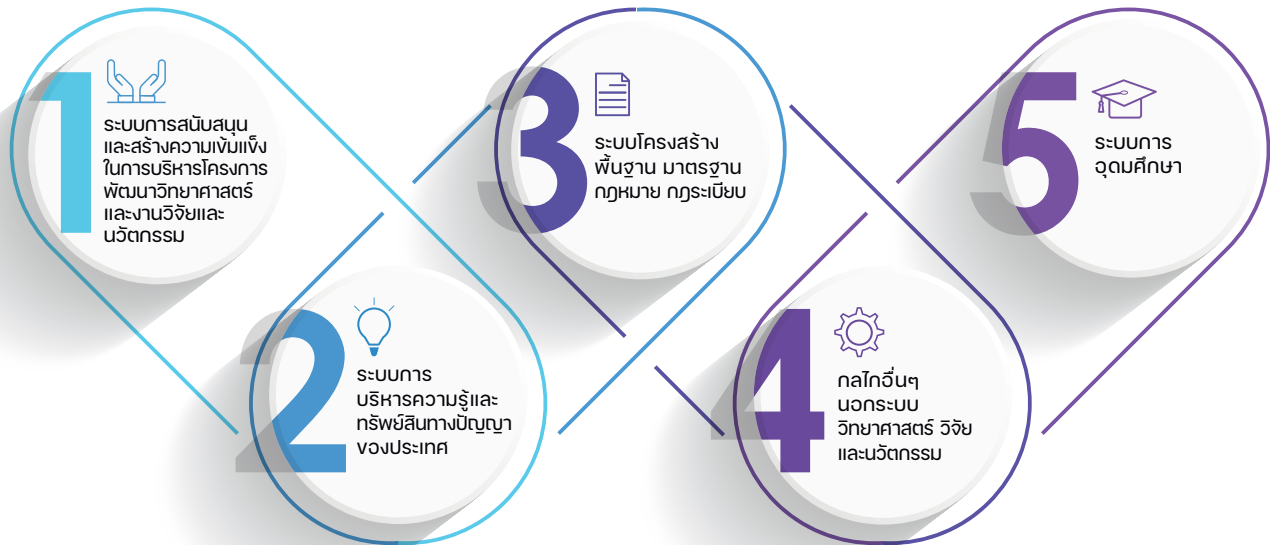 1
ระบบการสนับสนุน
และสร้างความเข้มแข็ง
ในการบริหารโครงการ
พัฒนาวิทยาศาสตร์
และงานวิจัยและ
นวัตกรรม
2
ระบบการ
บริหารความรู้และ
ทรัพย์สินทางปัญญา
ของประเทศ
3
ระบบโครงสร้าง
พื้นฐาน มาตรฐาน
กฎหมาย กฎระเบียบ
4
กลไกอื่นๆ
นอกระบบ
วิทยาศาสตร์ วิจัย
และนวัตกรรม
5
ระบบการ
อุดมศึกษา